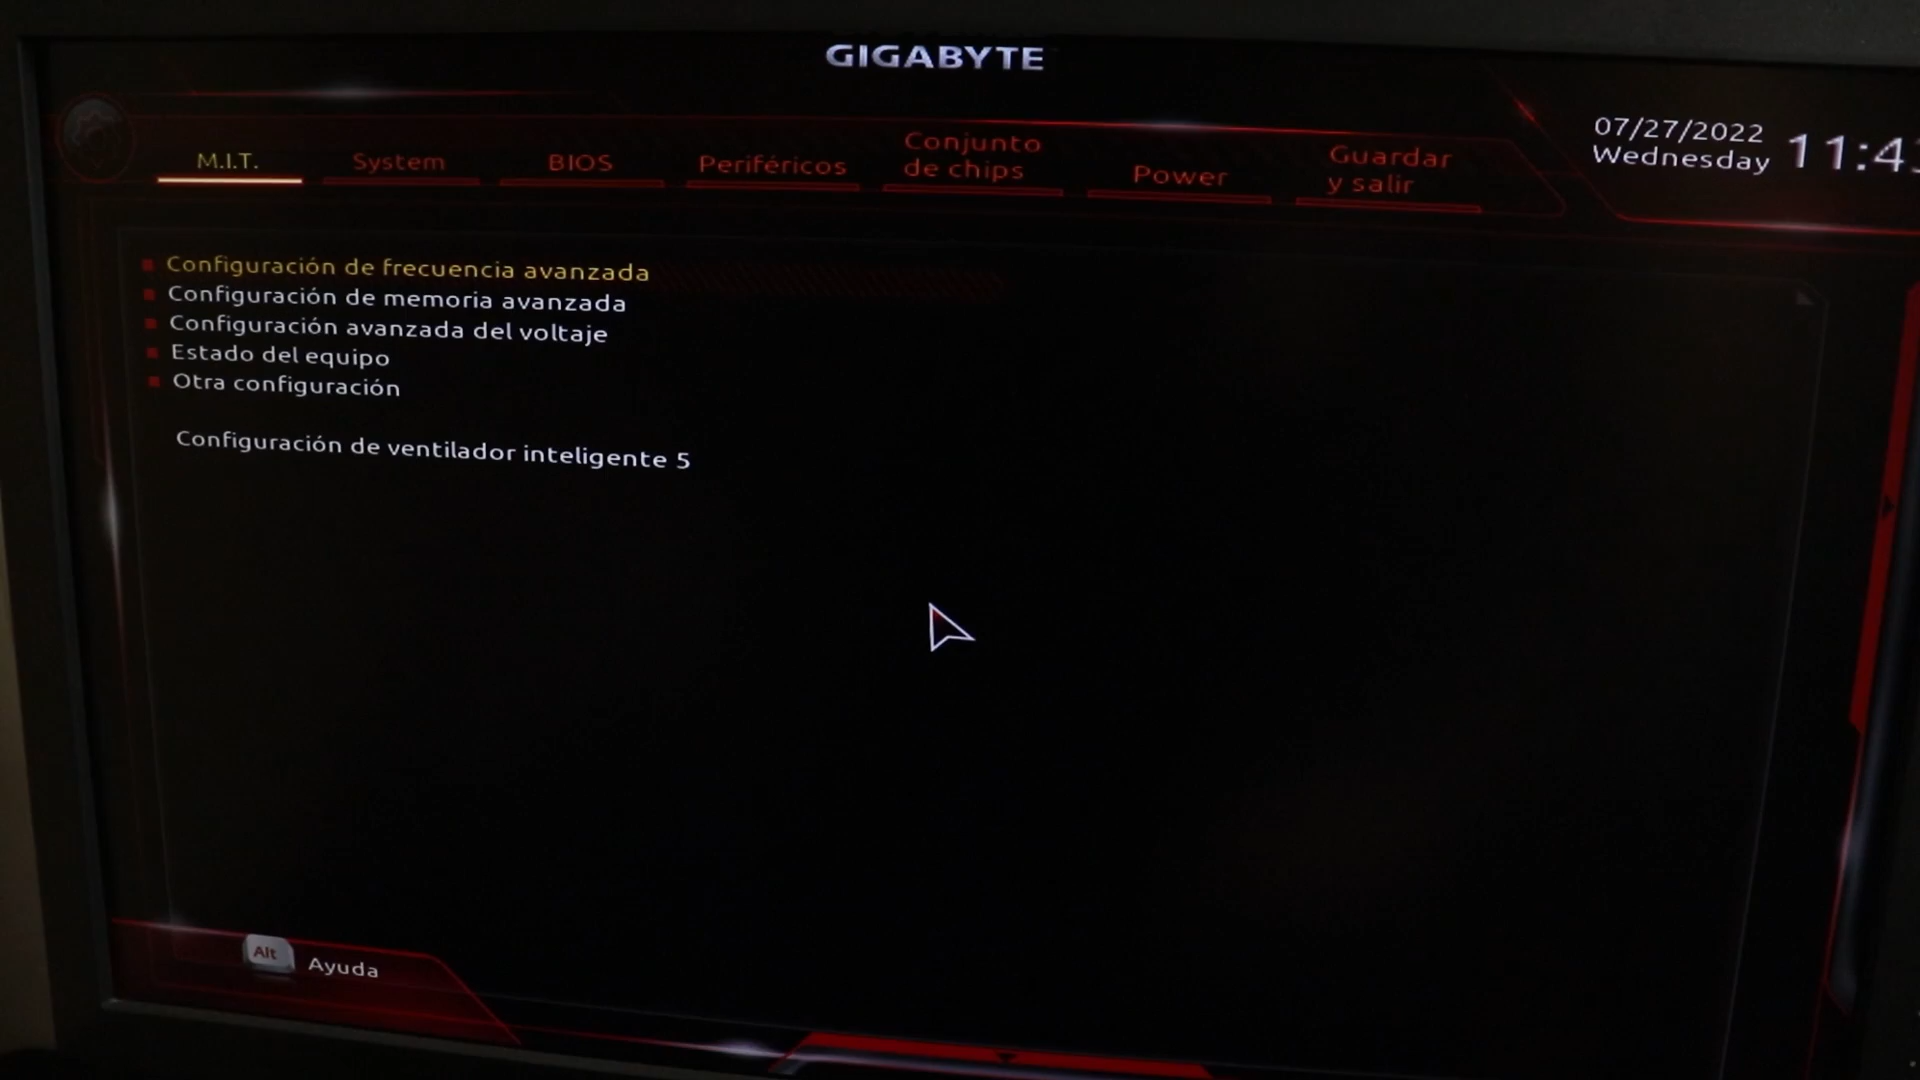 GIGABYTE
07/27/2022
Wednesday
M.I.T.
System
BIOS
Periféricos
Conjunto
de chips
Power
Guardar
y salir
Configuración de frecuencia avanzada
Configuración de memoria avanzada
Configuración avanzada del voltaje
Estado del equipo
Otra configuración
Configuración de ventilador inteligente 5
Alt
Ayuda